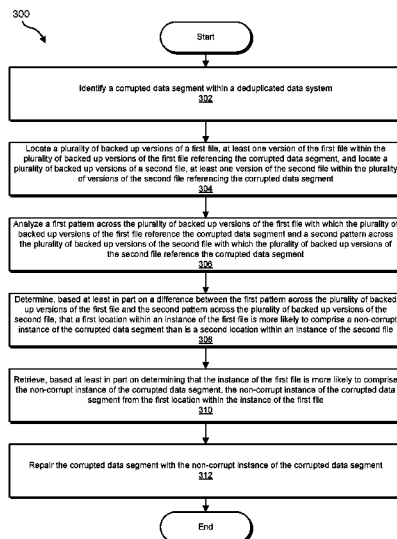 300
Start
Identify a corrupted data segment within a deduplicated data system
302
Locate a plurality of backed up versions of a first file, at least one version of the first file within the
plurality of backed up versions of the first file referencing the corrupted data segment, and locate a
plurality of backed up versions of a second file, at least one version of the second file within the plurality
of versions of the second file referencing the corrupted data segment
304
Analyze a first pattern across the plurality of backed up versions of the first file with which the plurality of
backed up versions of the first file reference the corrupted data segment and a second pattern across
the plurality of backed up versions of the second file with which the plurality of backed up versions of
the second file reference the corrupted data segment
306
Determine, based at least in part on a difference between the first pattern across the plurality of backed
up versions of the first file and the second pattern across the plurality of backed up versions of the
second file, that a first location within an instance of the first file is more likely to comprise a non-corrupt
instance of the corrupted data segment than is a second location within an instance of the second file
308
Retrieve, based at least in part on determining that the instance of the first file is more likely to comprise
the non-corrupt instance of the corrupted data segment, the non-corrupt instance of the corrupted data
segment from the first location within the instance of the first file
310
Repair the corrupted data segment with the non-corrupt instance of the corrupted data segment
312
End